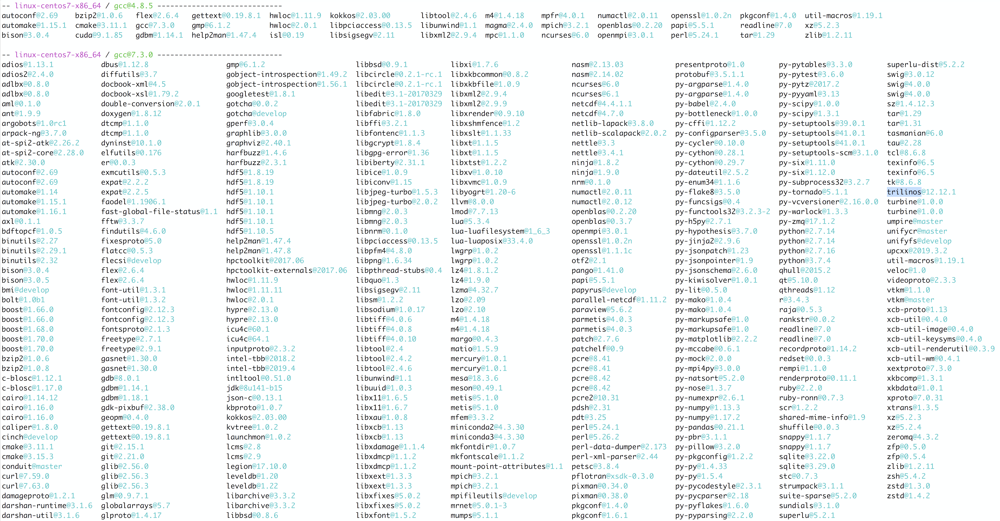 -- linux-centos7-x86_64 / gcc@4.8.5 -----------------------------
autoconf@2.69 bzip2@1.0.6 flex@2.6.4 gettext@0.19.8.1 hwloc@1.11.9 kokkos@2.03.00 libtool@2.4.6 m4@1.4.18 mpfr@4.0.1 numactl@2.0.11 openssl@1.0.2n pkgconf@1.4.0 util-macros@1.19.1
automake@1.15.1 cmake@3.11.1 gcc@7.3.0 gmp@6.1.2 hwloc@2.0.1 libpciaccess@0.13.5 libunwind@1.1 magma@2.4.0 mpich@3.2.1 openblas@0.2.20 papi@5.5.1 readline@7.0 xz@5.2.3
bison@3.0.4 cuda@9.1.85 gdbm@1.14.1 help2man@1.47.4 isl@0.19 libsigsegv@2.11 libxml2@2.9.4 mpc@1.1.0 ncurses@6.0 openmpi@3.0.1 perl@5.24.1 tar@1.29 zlib@1.2.11
-- linux-centos7-x86_64 / gcc@7.3.0 -----------------------------
adios@1.13.1 dbus@1.12.8 gmp@6.1.2 libbsd@0.9.1 libxi@1.7.6 nasm@2.13.03 presentproto@1.0 py-pytables@3.3.0 superlu-dist@5.2.2
adios2@2.4.0 diffutils@3.7 gobject-introspection@1.49.2 libcircle@0.2.1-rc.1 libxkbcommon@0.8.2 nasm@2.14.02 protobuf@3.5.1.1 py-pytest@3.6.0 swig@3.0.12
adlbx@0.8.0 docbook-xml@4.5 gobject-introspection@1.56.1 libcircle@0.2.1-rc.1 libxkbfile@1.0.9 ncurses@6.0 py-argparse@1.4.0 py-pytz@2017.2 swig@4.0.0
adlbx@0.8.0 docbook-xsl@1.79.2 googletest@1.8.1 libedit@3.1-20170329 libxml2@2.9.4 ncurses@6.1 py-argparse@1.4.0 py-pyyaml@3.13 swig@4.0.0
aml@0.1.0 double-conversion@2.0.1 gotcha@0.0.2 libedit@3.1-20170329 libxml2@2.9.9 netcdf@4.4.1.1 py-babel@2.4.0 py-scipy@1.0.0 sz@1.4.12.3
ant@1.9.9 doxygen@1.8.12 gotcha@develop libfabric@1.8.0 libxrender@0.9.10 netcdf@4.7.0 py-bottleneck@1.0.0 py-scipy@1.3.1 tar@1.29
argobots@1.0rc1 dtcmp@1.1.0 gperf@3.0.4 libffi@3.2.1 libxshmfence@1.2 netlib-lapack@3.8.0 py-cffi@1.12.2 py-setuptools@39.0.1 tar@1.31
arpack-ng@3.7.0 dtcmp@1.1.0 graphlib@3.0.0 libfontenc@1.1.3 libxslt@1.1.33 netlib-scalapack@2.0.2 py-configparser@3.5.0 py-setuptools@41.0.1 tasmanian@6.0
at-spi2-atk@2.26.2 dyninst@10.1.0 graphviz@2.40.1 libgcrypt@1.8.4 libxt@1.1.5 nettle@3.3 py-cycler@0.10.0 py-setuptools@41.0.1 tau@2.28
at-spi2-core@2.28.0 elfutils@0.176 harfbuzz@1.4.6 libgpg-error@1.36 libxt@1.1.5 nettle@3.4.1 py-cython@0.28.1 py-setuptools-scm@3.1.0 tcl@8.6.8
atk@2.30.0 er@0.0.3 harfbuzz@2.3.1 libiberty@2.31.1 libxtst@1.2.2 ninja@1.8.2 py-cython@0.29.7 py-six@1.11.0 texinfo@6.5
autoconf@2.69 exmcutils@0.5.3 hdf5@1.8.19 libice@1.0.9 libxv@1.0.10 ninja@1.9.0 py-dateutil@2.5.2 py-six@1.12.0 texinfo@6.5
autoconf@2.69 expat@2.2.2 hdf5@1.8.19 libiconv@1.15 libxvmc@1.0.9 nrm@0.1.0 py-enum34@1.1.6 py-subprocess32@3.2.7 tk@8.6.8
automake@1.14 expat@2.2.5 hdf5@1.10.1 libjpeg-turbo@1.5.3 libyogrt@1.20-6 numactl@2.0.11 py-flake8@3.5.0 py-tornado@5.1.1 trilinos@12.12.1
automake@1.15.1 faodel@1.1906.1 hdf5@1.10.1 libjpeg-turbo@2.0.2 llvm@8.0.0 numactl@2.0.12 py-funcsigs@0.4 py-vcversioner@2.16.0.0 turbine@1.0.0
automake@1.16.1 fast-global-file-status@1.1 hdf5@1.10.1 libmng@2.0.3 lmod@7.7.13 openblas@0.2.20 py-functools32@3.2.3-2 py-warlock@1.3.3 turbine@1.0.0
axl@0.1.1 fftw@3.3.7 hdf5@1.10.1 libmng@2.0.3 lua@5.3.4 openblas@0.3.7 py-h5py@2.7.1 py-zmq@17.1.2 umpire@master
bdftopcf@1.0.5 findutils@4.6.0 hdf5@1.10.5 libnrm@0.1.0 lua-luafilesystem@1_6_3 openmpi@3.0.1 py-hypothesis@3.7.0 python@2.7.14 unifycr@master
binutils@2.27 fixesproto@5.0 help2man@1.47.4 libpciaccess@0.13.5 lua-luaposix@33.4.0 openssl@1.0.2n py-jinja2@2.9.6 python@2.7.14 unifyfs@develop
binutils@2.29.1 flatcc@0.5.3 help2man@1.47.8 libpfm4@4.8.0 lwgrp@1.0.2 openssl@1.1.1c py-jsonpatch@1.23 python@2.7.16 upcxx@2019.3.2
binutils@2.32 flecsi@develop hpctoolkit@2017.06 libpng@1.6.34 lwgrp@1.0.2 otf2@2.1 py-jsonpointer@1.9 python@3.7.4 util-macros@1.19.1
bison@3.0.4 flex@2.6.4 hpctoolkit-externals@2017.06 libpthread-stubs@0.4 lz4@1.8.1.2 pango@1.41.0 py-jsonschema@2.6.0 qhull@2015.2 veloc@1.0
bison@3.0.5 flex@2.6.4 hwloc@1.11.9 libquo@1.3 lz4@1.9.0 papi@5.5.1 py-kiwisolver@1.0.1 qt@5.10.0 videoproto@2.3.3
bmi@develop font-util@1.3.1 hwloc@1.11.11 libsigsegv@2.11 lzma@4.32.7 papyrus@develop py-lit@0.5.0 qthreads@1.12 vtkm@1.1.0
bolt@1.0b1 font-util@1.3.2 hwloc@2.0.1 libsm@1.2.2 lzo@2.09 parallel-netcdf@1.11.2 py-mako@1.0.4 r@3.4.3 vtkm@master
boost@1.66.0 fontconfig@2.12.3 hypre@2.13.0 libsodium@1.0.17 lzo@2.10 paraview@5.6.2 py-mako@1.0.4 raja@0.5.3 xcb-proto@1.13
boost@1.66.0 fontconfig@2.12.3 hypre@2.13.0 libtiff@4.0.6 m4@1.4.18 parmetis@4.0.3 py-markupsafe@1.0 rankstr@0.0.2 xcb-util@0.4.0
boost@1.68.0 fontsproto@2.1.3 icu4c@60.1 libtiff@4.0.8 m4@1.4.18 parmetis@4.0.3 py-markupsafe@1.0 readline@7.0 xcb-util-image@0.4.0
boost@1.70.0 freetype@2.7.1 icu4c@64.1 libtiff@4.0.10 margo@0.4.3 patch@2.7.6 py-matplotlib@2.2.2 readline@7.0 xcb-util-keysyms@0.4.0
boost@1.70.0 freetype@2.9.1 inputproto@2.3.2 libtool@2.4 matio@1.5.9 patchelf@0.9 py-mccabe@0.6.1 recordproto@1.14.2 xcb-util-renderutil@0.3.9
bzip2@1.0.6 gasnet@1.30.0 intel-tbb@2018.2 libtool@2.4.2 mercury@1.0.1 pcre@8.41 py-mock@2.0.0 redset@0.0.3 xcb-util-wm@0.4.1
bzip2@1.0.8 gasnet@1.30.0 intel-tbb@2019.4 libtool@2.4.6 mercury@1.0.1 pcre@8.41 py-mpi4py@3.0.0 rempi@1.1.0 xextproto@7.3.0
c-blosc@1.12.1 gdb@8.0.1 intltool@0.51.0 libunwind@1.1 mesa@18.3.6 pcre@8.42 py-natsort@5.2.0 renderproto@0.11.1 xkbcomp@1.3.1
c-blosc@1.17.0 gdbm@1.14.1 jdk@8u141-b15 libuuid@1.0.3 meson@0.49.1 pcre@8.42 py-nose@1.3.7 ruby@2.2.0 xkbdata@1.0.1
cairo@1.14.12 gdbm@1.18.1 json-c@0.13.1 libx11@1.6.5 metis@5.1.0 pcre2@10.31 py-numexpr@2.6.1 ruby-ronn@0.7.3 xproto@7.0.31
cairo@1.16.0 gdk-pixbuf@2.38.0 kbproto@1.0.7 libx11@1.6.7 metis@5.1.0 pdsh@2.31 py-numpy@1.13.3 scr@1.2.2 xtrans@1.3.5
cairo@1.16.0 geopm@0.4.0 kokkos@2.03.00 libxau@1.0.8 mfem@3.3.2 pdt@3.25 py-numpy@1.17.2 shared-mime-info@1.9 xz@5.2.3
caliper@1.8.0 gettext@0.19.8.1 kvtree@1.0.2 libxcb@1.13 miniconda2@4.3.30 perl@5.24.1 py-pandas@0.21.1 shuffile@0.0.3 xz@5.2.4
cinch@develop gettext@0.19.8.1 launchmon@1.0.2 libxcb@1.13 miniconda3@4.3.30 perl@5.26.2 py-pbr@3.1.1 snappy@1.1.7 zeromq@4.3.2
cmake@3.11.1 git@2.15.1 lcms@2.8 libxdamage@1.1.4 mkfontdir@1.0.7 perl-data-dumper@2.173 py-pillow@3.2.0 snappy@1.1.7 zfp@0.5.0
cmake@3.15.3 git@2.21.0 lcms@2.9 libxdmcp@1.1.2 mkfontscale@1.1.2 perl-xml-parser@2.44 py-pkgconfig@1.2.2 sqlite@3.22.0 zfp@0.5.4
conduit@master glib@2.56.0 legion@17.10.0 libxdmcp@1.1.2 mount-point-attributes@1.1 petsc@3.8.4 py-py@1.4.33 sqlite@3.29.0 zlib@1.2.11
curl@7.59.0 glib@2.56.3 leveldb@1.20 libxext@1.3.3 mpich@3.2.1 pflotran@xsdk-0.3.0 py-py@1.5.4 stc@0.7.3 zsh@5.4.2
curl@7.63.0 glib@2.56.3 leveldb@1.22 libxext@1.3.3 mpich@3.2.1 pixman@0.34.0 py-pycodestyle@2.3.1 strumpack@3.1.1 zstd@1.3.0
damageproto@1.2.1 glm@0.9.7.1 libarchive@3.3.2 libxfixes@5.0.2 mpifileutils@develop pixman@0.38.0 py-pycparser@2.18 suite-sparse@5.2.0 zstd@1.4.2
darshan-runtime@3.1.6 globalarrays@5.7 libarchive@3.3.2 libxfixes@5.0.2 mrnet@5.0.1-3 pkgconf@1.4.0 py-pyflakes@1.6.0 sundials@3.1.0
darshan-util@3.1.6 glproto@1.4.17 libbsd@0.8.6 libxfont@1.5.2 mumps@5.1.1 pkgconf@1.6.1 py-pyparsing@2.2.0 superlu@5.2.1